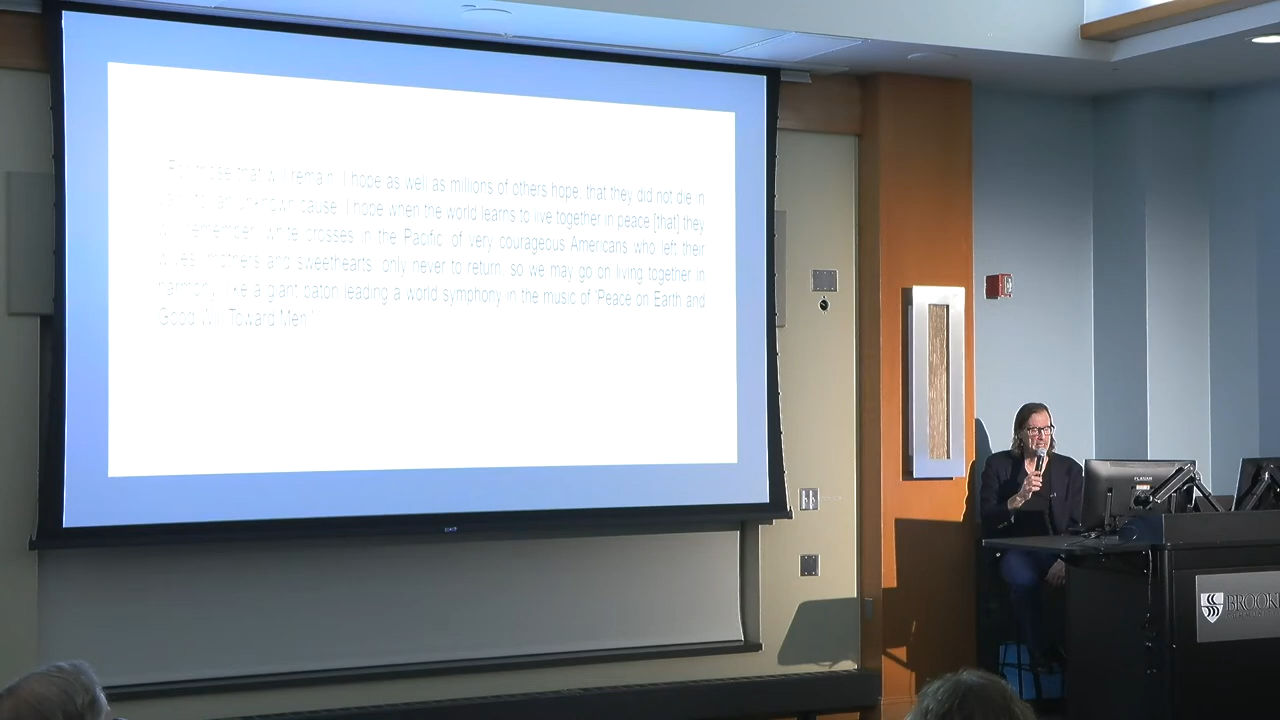 For those that will remain, I hope as well as millions of others hope, that they did not die in
vain for an unknown cause. I hope when the world learns to live together in peace [that] they
will remember, white crosses in the Pacific, of very courageous Americans who left their
wives, mothers and sweethearts, only never to return, so we may go on living together in
harmony, like a giant baton leading a world symphony in the music of 'Peace on Earth and
Good Will Toward Men.'
PLANAR